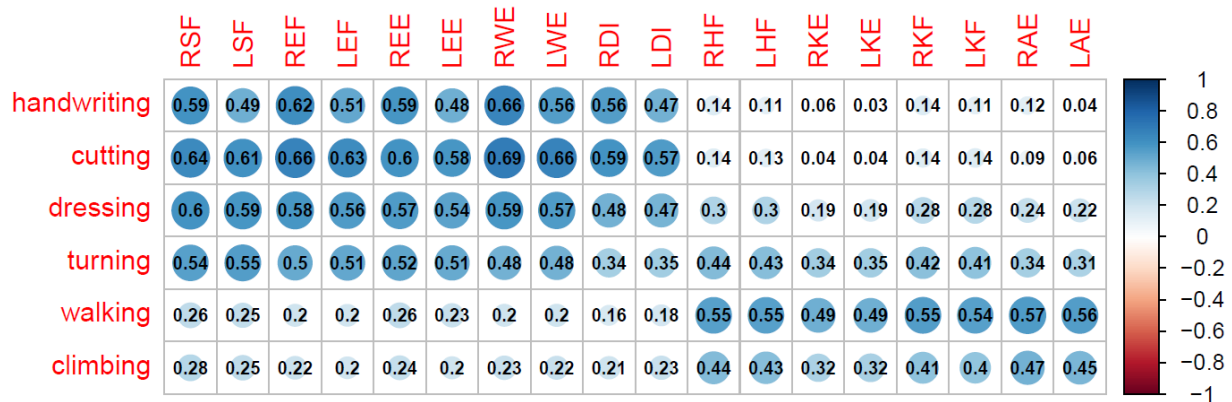 RSF LSF REF LEF REE LEE RWE LWE RDI LDI RHF LHF RKE LKE RKF LKF RAE LAE
handwriting 0.59 0.49 0.62 0.51 0.59 0.48 0.66 0.56 0.56 0.47 0.14 0.11 0.06 0.03 0.14 0.11 0.12 0.04
cutting 0.64 0.61 0.66 0.63 0.6 0.58 0.69 0.66 0.59 0.57 0.14 0.13 0.04 0.04 0.14 0.14 0.09 0.06
dressing 0.6 0.59 0.58 0.56 0.57 0.54 0.59 0.57 0.48 0.47 0.3 0.3 0.19 0.19 0.28 0.28 0.24 0.22
turning 0.54 0.55 0.5 0.51 0.52 0.51 0.48 0.48 0.34 0.35 0.44 0.43 0.34 0.35 0.42 0.41 0.34 0.31
walking 0.26 0.25 0.2 0.2 0.26 0.23 0.2 0.2 0.16 0.18 0.55 0.55 0.49 0.49 0.55 0.54 0.57 0.56
climbing 0.28 0.25 0.22 0.2 0.24 0.2 0.23 0.22 0.21 0.23 0.44 0.43 0.32 0.32 0.41 0.4 0.47 0.45
1
0.8
0.6
0.4
0.2
0
−0.2
−0.4
−0.6
−0.8
−1